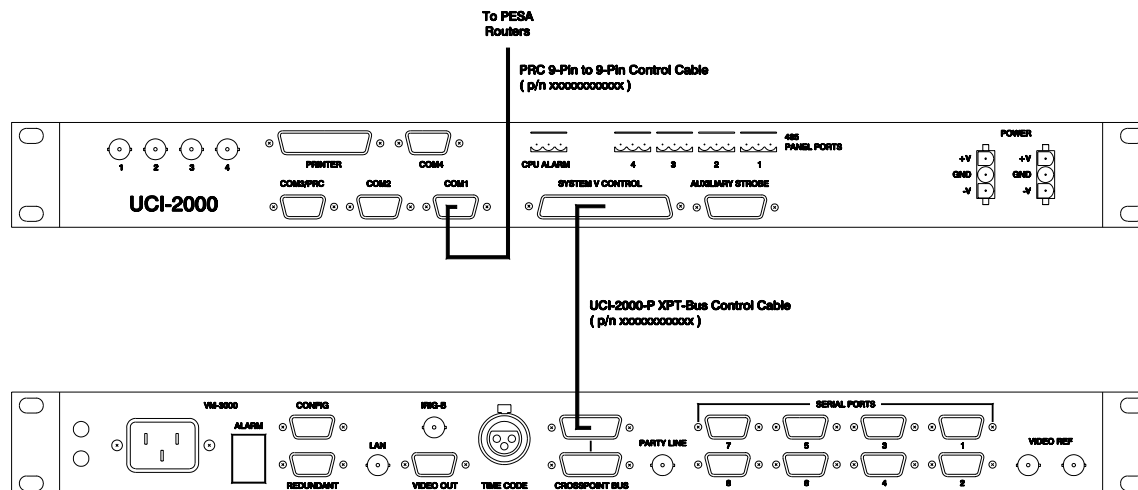 To PESA
Routers
PRC 9-Pin to 9-Pin Control Cable
( p/n xxxxxxxxxxxxx )
1 2 3 4
PRINTER
COM4
CPU ALARM
4 3 2 1
485
PANEL PORTS
POWER
+V
GND
-V
+V
GND
-V
UCI-2000
COM3/PRC
COM2
COM1
SYSTEM V CONTROL
AUXILIARY STROBE
UCI-2000-P XPT-Bus Control Cable
( p/n xxxxxxxxxxxxx )
VM-3000
ALARM
CONFIG
REDUNDANT
LAN
IRIG-B
VIDEO OUT
TIME CODE
CROSSPOINT BUS
PARTY LINE
SERIAL PORTS
7 5 3 1
8 6 4 2
VIDEO REF